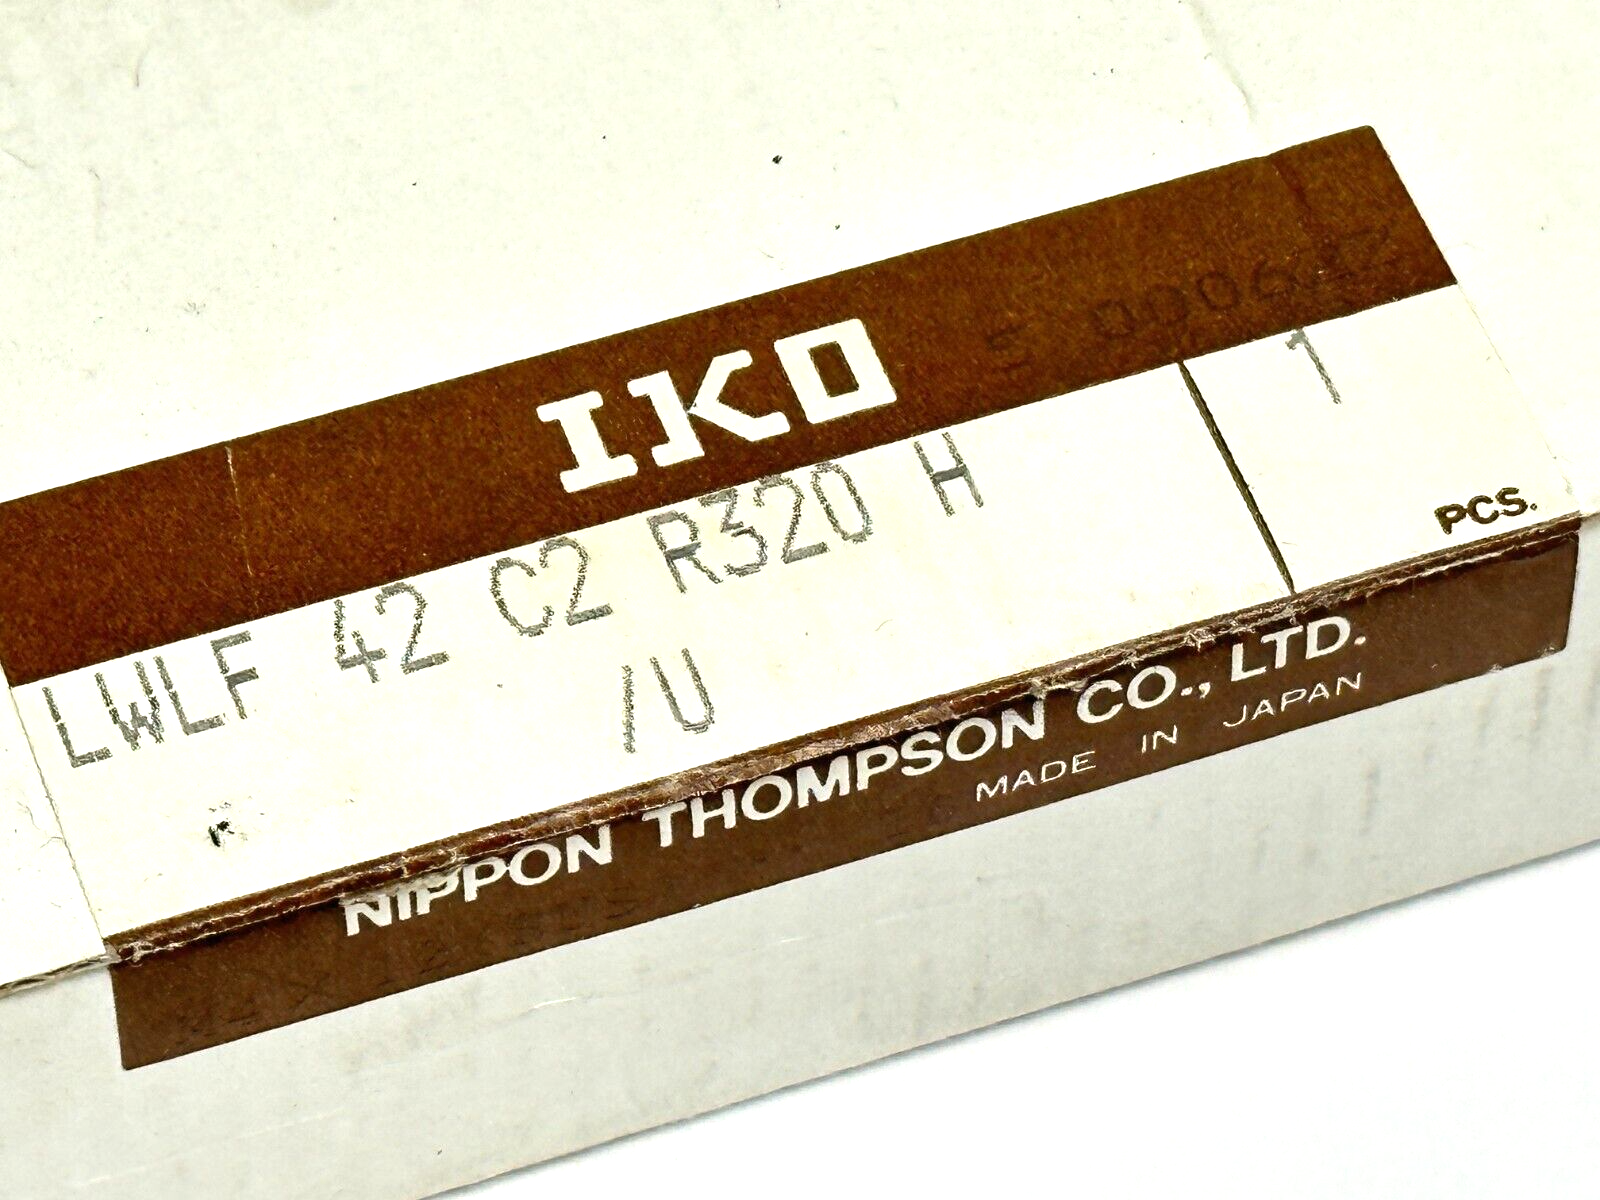 IKO
LWLF 42 C2 R320 H
/U
1
PCS.
NIPPON THOMPSON CO., LTD.
MADE IN JAPAN